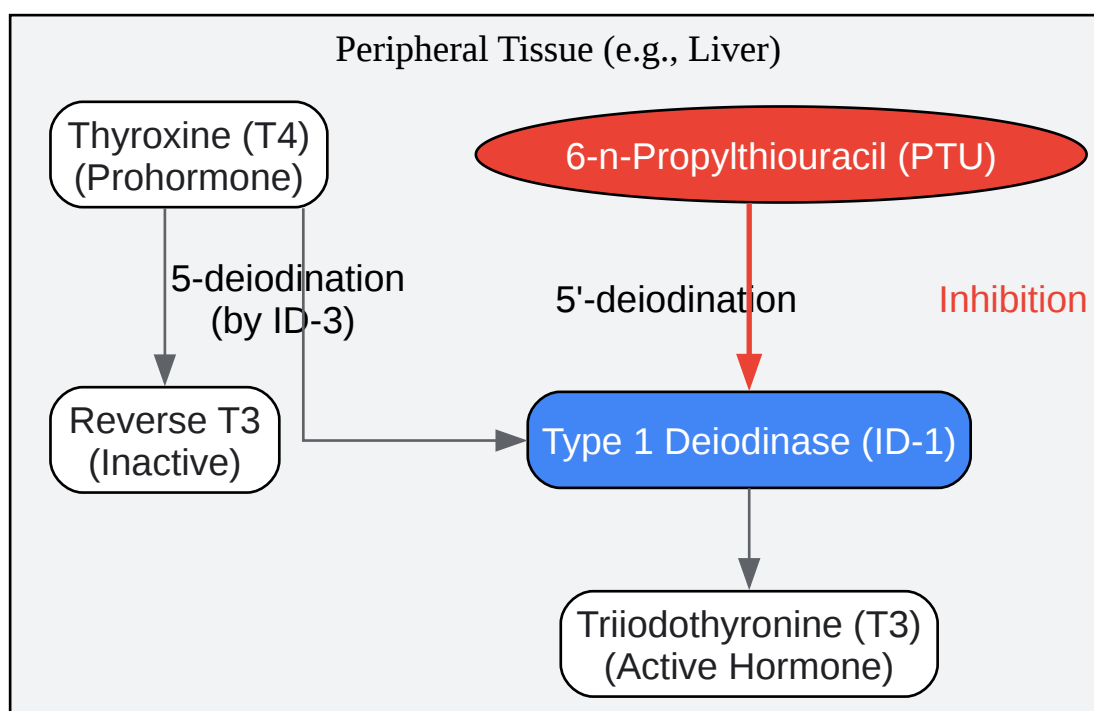 Peripheral Tissue (e.g., Liver)
Thyroxine (T4)
(Prohormone)
6-n-Propylthiouracil (PTU)
5-deiodination
(by ID-3)
5'-deiodination
Inhibition
Reverse T3
(Inactive)
Type 1 Deiodinase (ID-1)
Triiodothyronine (T3)
(Active Hormone)